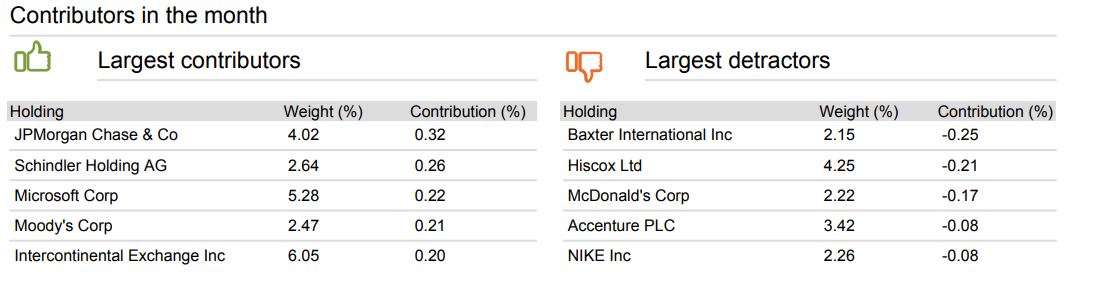 Contributors in the month
Largest contributors
Holding Weight (%) Contribution (%)
JPMorgan Chase & Co 4.02 0.32
Schindler Holding AG 2.64 0.26
Microsoft Corp 5.28 0.22
Moody's Corp 2.47 0.21
Intercontinental Exchange Inc 6.05 0.20
Largest detractors
Holding Weight (%) Contribution (%)
Baxter International Inc 2.15 -0.25
Hiscox Ltd 4.25 -0.21
McDonald's Corp 2.22 -0.17
Accenture PLC 3.42 -0.08
NIKE Inc 2.26 -0.08